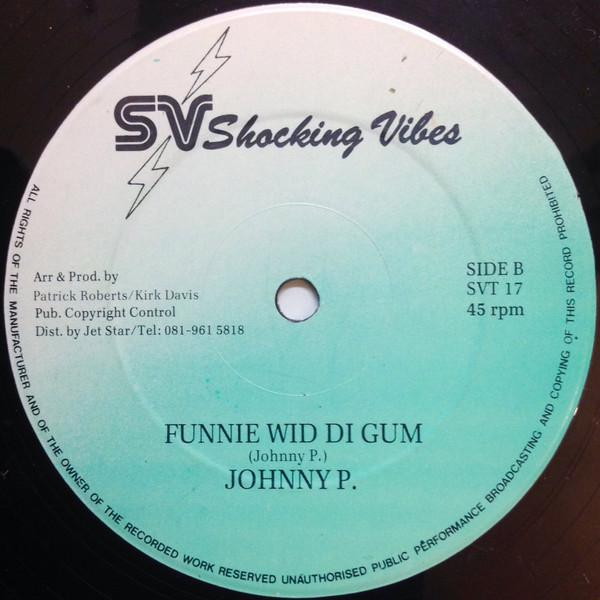 SV Shocking Vibes
Arr & Prod. by
Patrick Roberts/Kirk Davis
Pub. Copyright Control
Dist. by Jet Star/Tel: 081-961 5818
SIDE B
SVT 17
45 rpm
FUNNIE WID DI GUM
(Johnny P.)
JOHNNY P.
ALL RIGHTS OF THE MANUFACTURER AND OF THE OWNER OF THE RECORDED WORK RESERVED UNAUTHORISED PUBLIC PERFORMANCE BROADCASTING AND COPYING OF THIS RECORD PROHIBITED